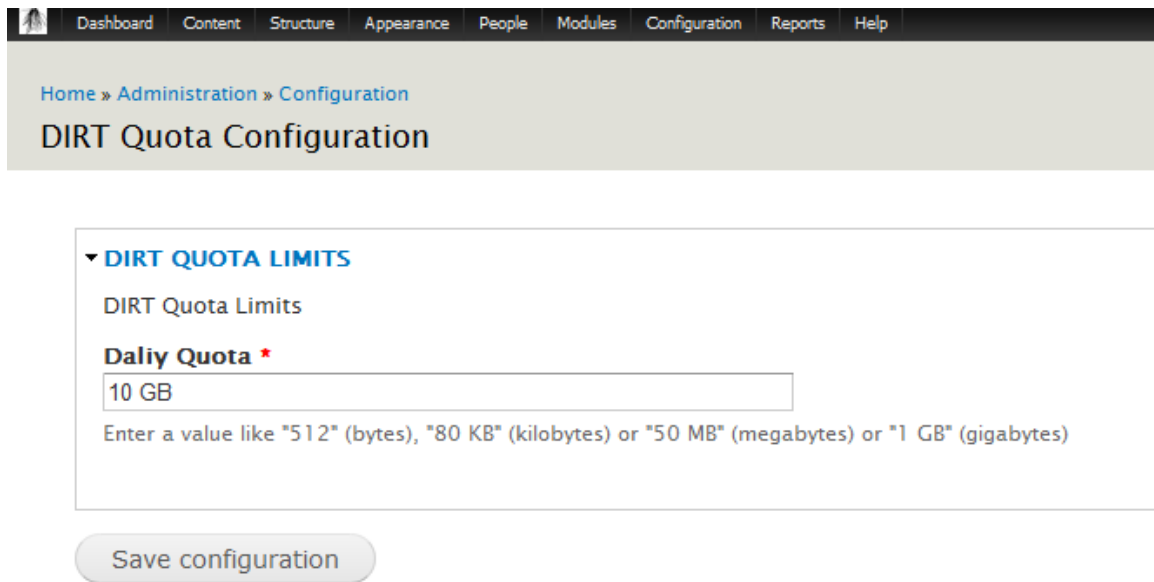 Dashboard Content Structure Appearance People Modules Configuration Reports Help
Home » Administration » Configuration
DIRT Quota Configuration
DIRT QUOTA LIMITS
DIRT Quota Limits
Daliy Quota *
10 GB
Enter a value like "512" (bytes), "80 KB" (kilobytes) or "50 MB" (megabytes) or "1 GB" (gigabytes)
Save configuration